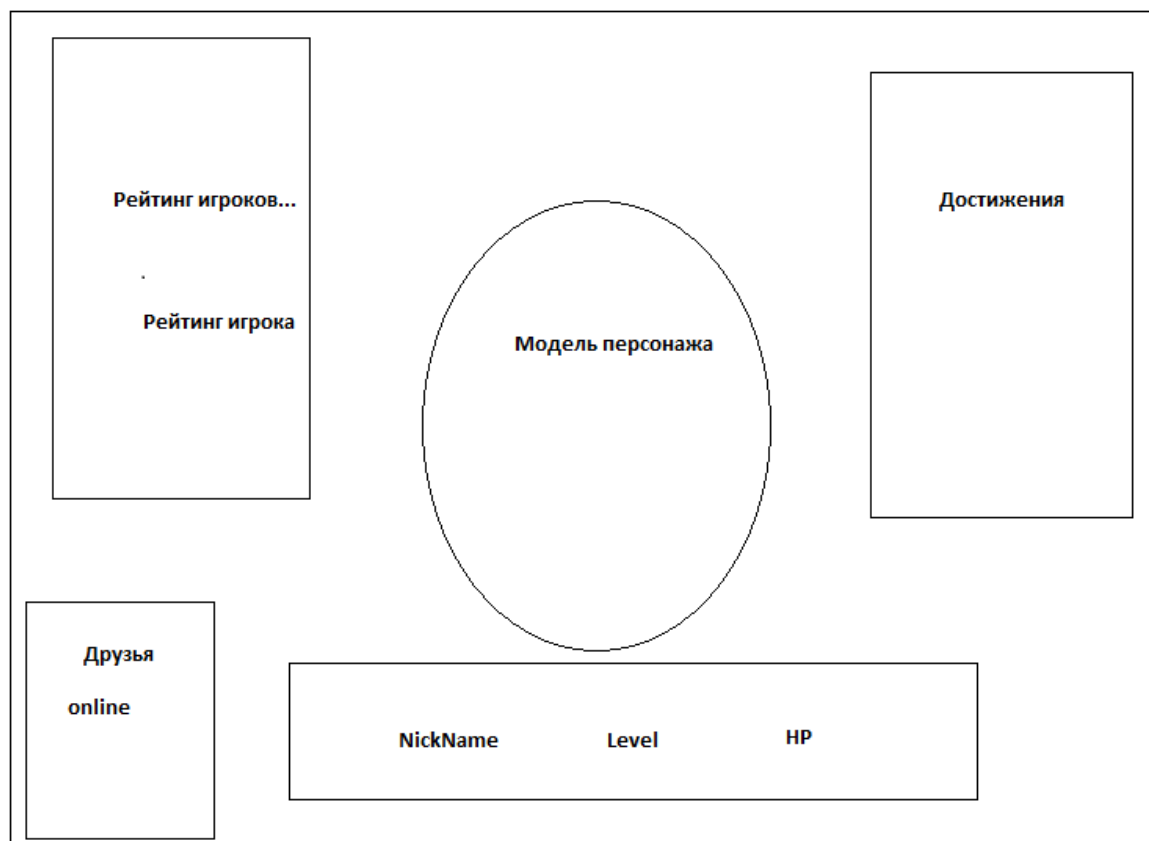 Рейтинг игроков...
.
Рейтинг игрока
Достижения
Модель персонажа
Друзья
online
NickName Level HP